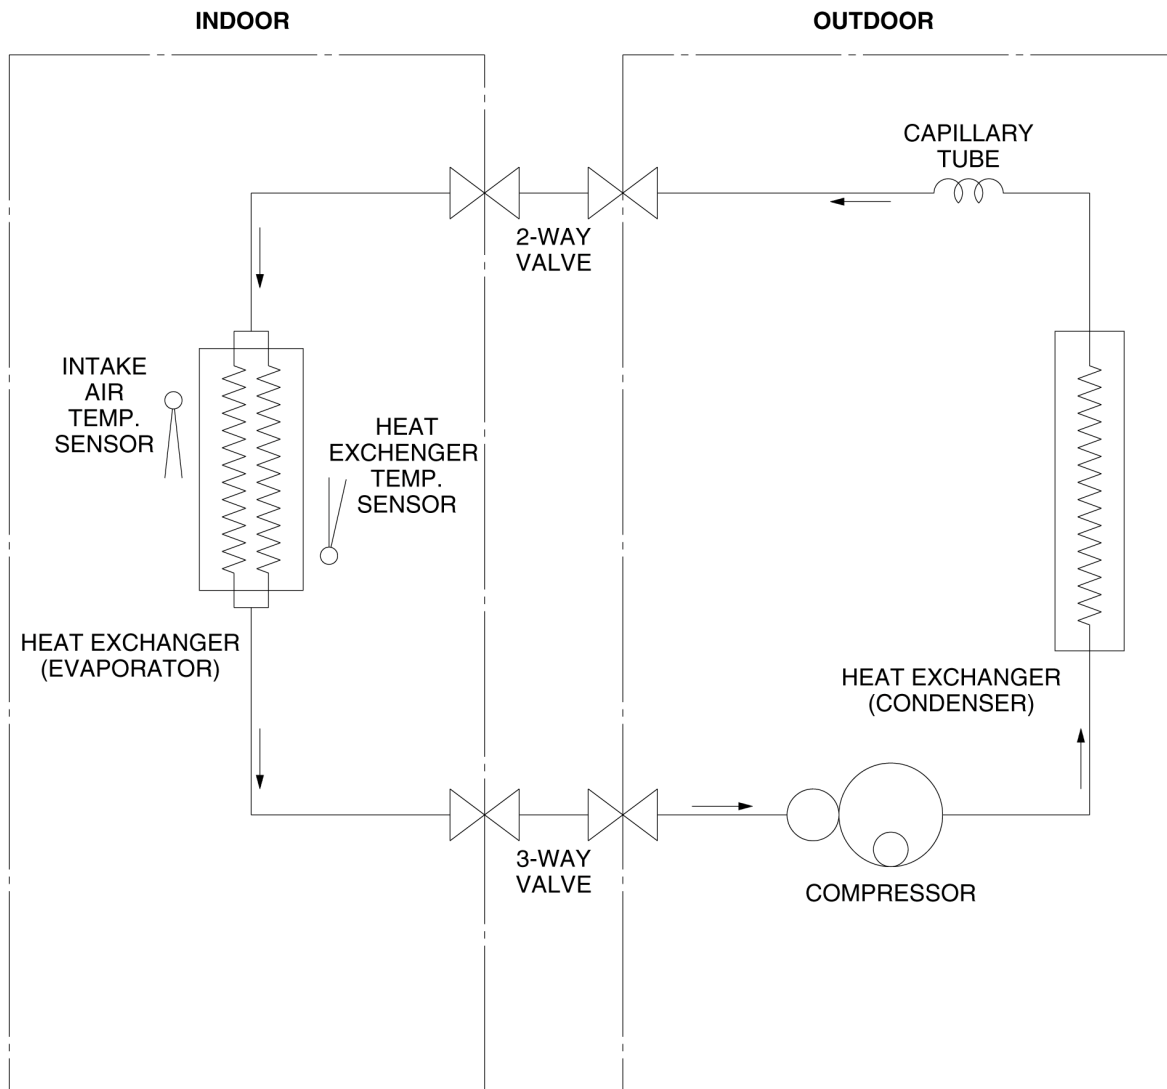 INDOOR
OUTDOOR
CAPILLARY
TUBE
2-WAY
VALVE
INTAKE
AIR
TEMP.
SENSOR
HEAT
EXCHENGER
TEMP.
SENSOR
HEAT EXCHANGER
(EVAPORATOR)
HEAT EXCHANGER
(CONDENSER)
3-WAY
VALVE
COMPRESSOR